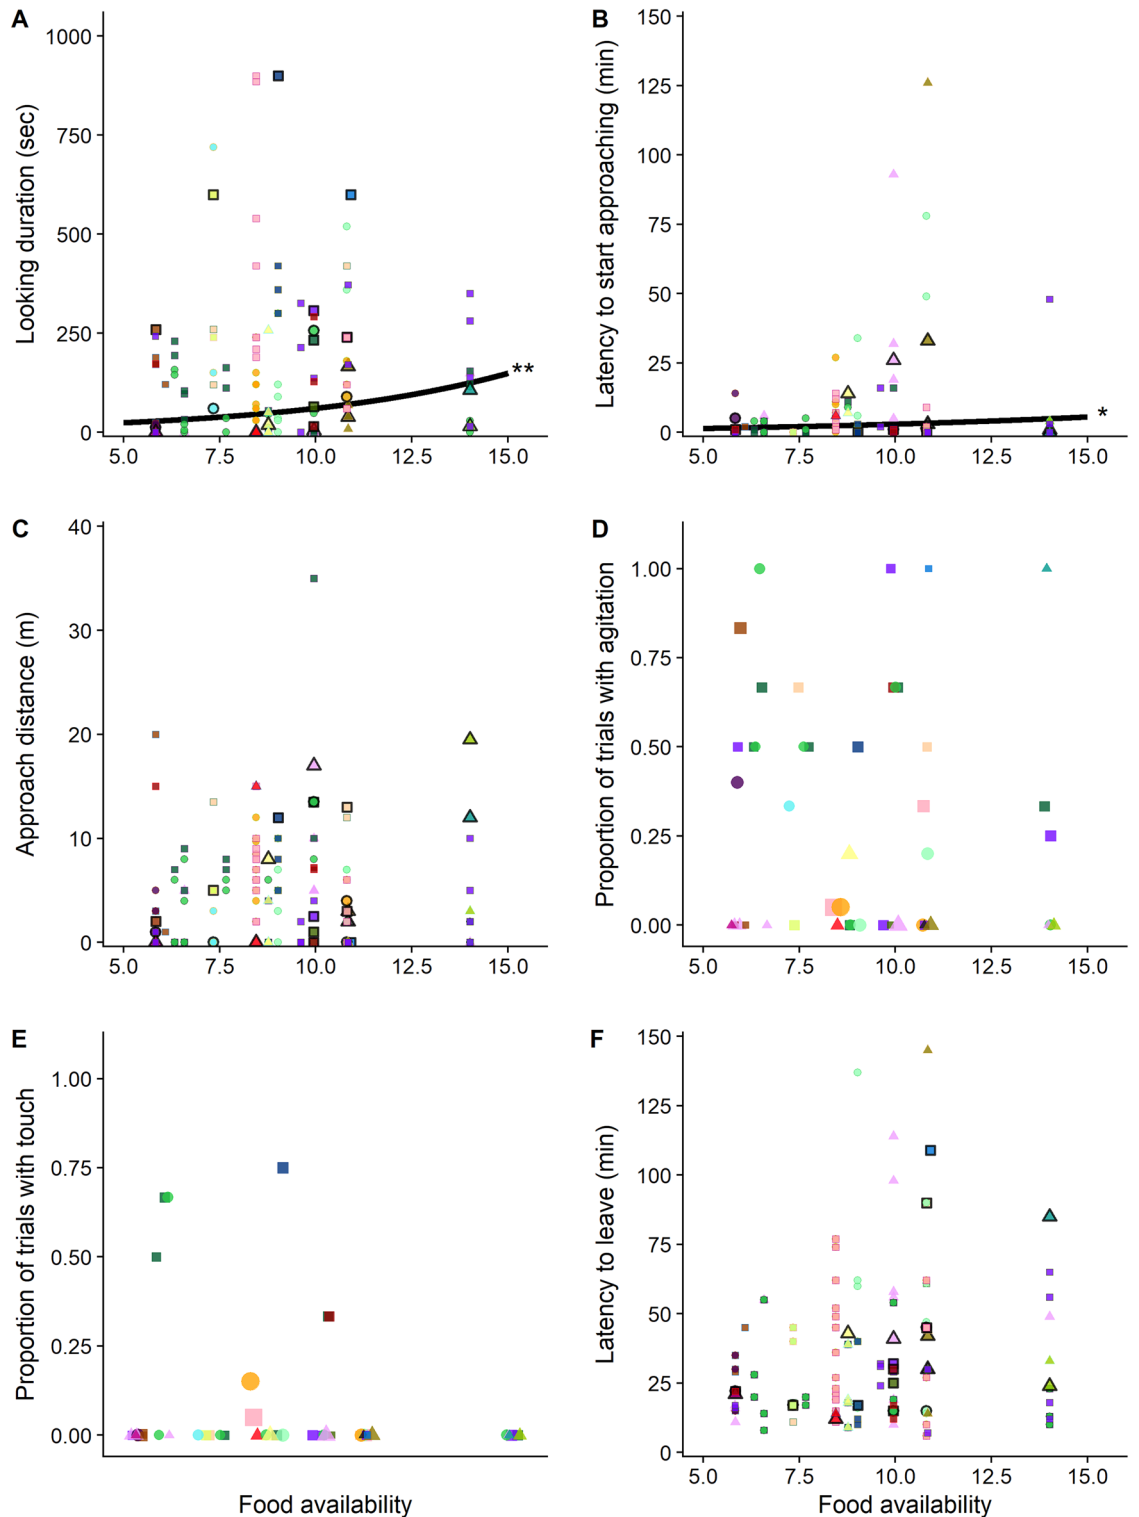 A
Looking duration (sec)
1000
750
500
250
0
**
5.0 7.5 10.0 12.5 15.0
B
Latency to start approaching (min)
150
125
100
75
50
25
0
*
5.0 7.5 10.0 12.5 15.0
C
Approach distance (m)
40
30
20
10
0
5.0 7.5 10.0 12.5 15.0
D
Proportion of trials with agitation
1.00
0.75
0.50
0.25
0.00
5.0 7.5 10.0 12.5 15.0
E
Proportion of trials with touch
1.00
0.75
0.50
0.25
0.00
Food availability
F
Latency to leave (min)
150
125
100
75
50
25
0
5.0 7.5 10.0 12.5 15.0
Food availability